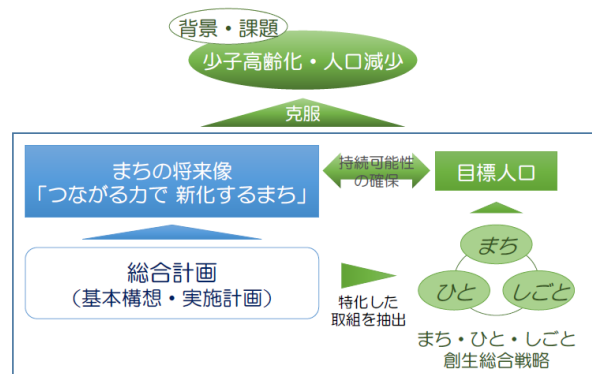 背景・課題
少子高齢化・人口減少
克服
まちの将来像
「つながる力で 新化するまち」
持続可能性
の確保
目標人口
総合計画
（基本構想・実施計画）
特化した
取組を抽出
まち
ひと
しごと
まち・ひと・しごと
創生総合戦略